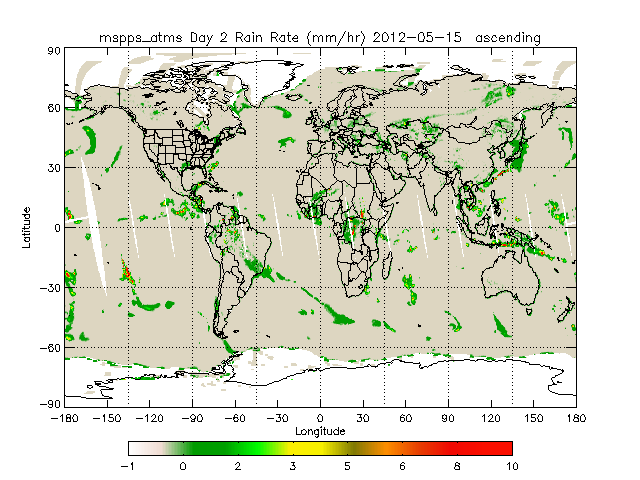 mspps_atms Day 2 Rain Rate (mm/hr) 2012-05-15 ascending
90
60
30
0
-30
-60
-90
Latitude
-180 -150 -120 -90 -60 -30 0 30 60 90 120 150 180
Longitude
-1 0 2 3 5 6 8 10